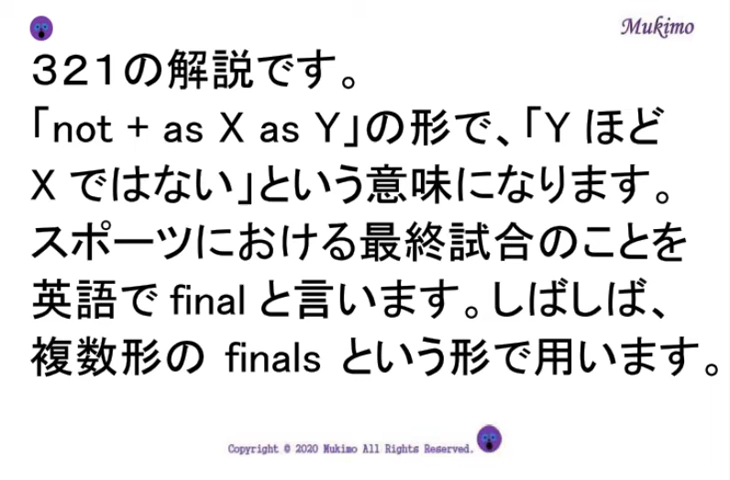 Mukimo
321の解説です。
「not + as X as Y」の形で、「Y ほど
X ではない」という意味になります。
スポーツにおける最終試合のことを
英語で final と言います。しばしば、
複数形の finals という形で用います。
Copyright © 2020 Mukimo All Rights Reserved.